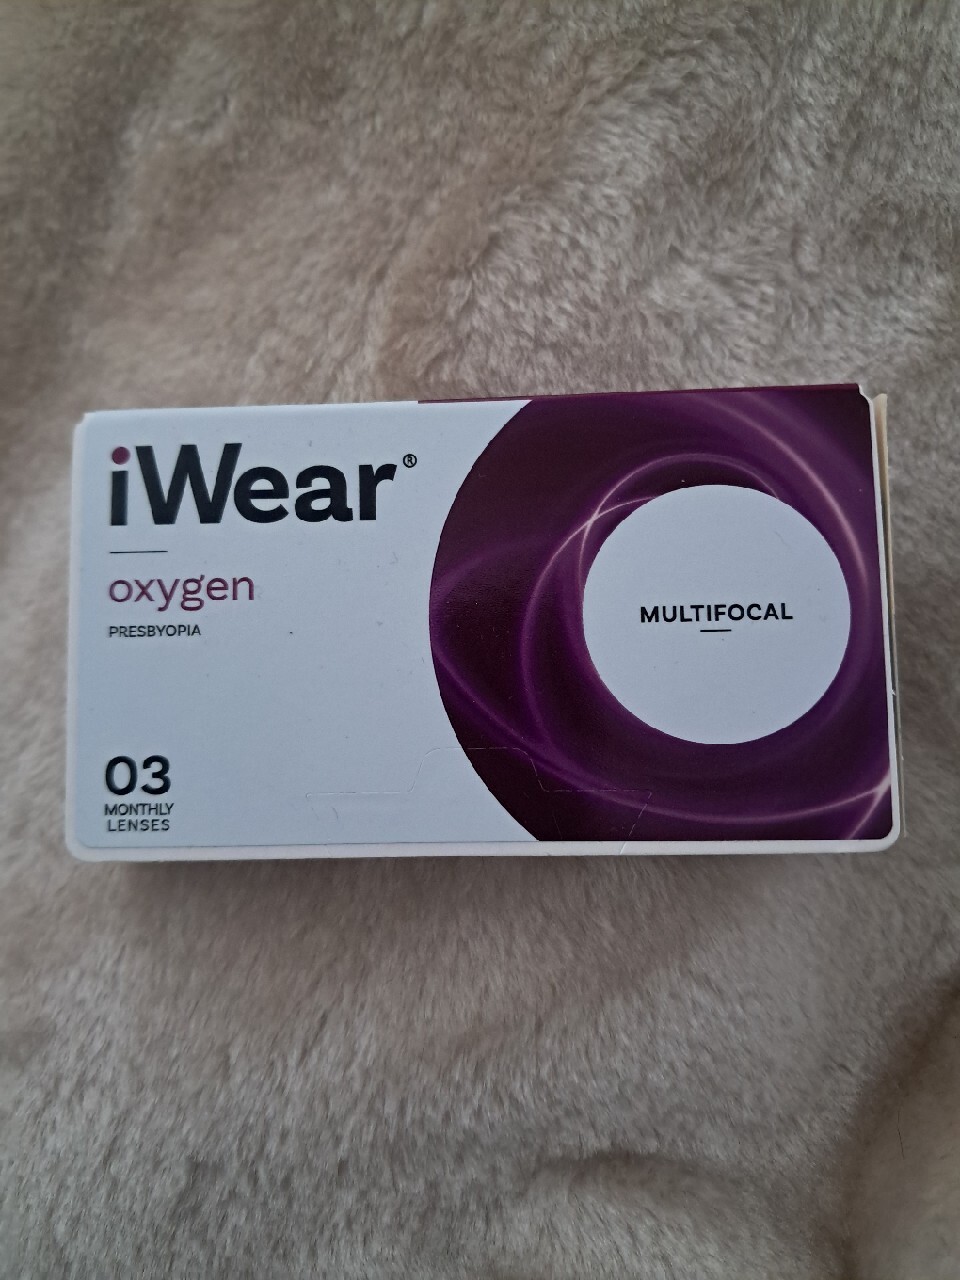 iWear®
oxygen
PRESBYOPIA
MULTIFOCAL
03
MONTHLY
LENSES